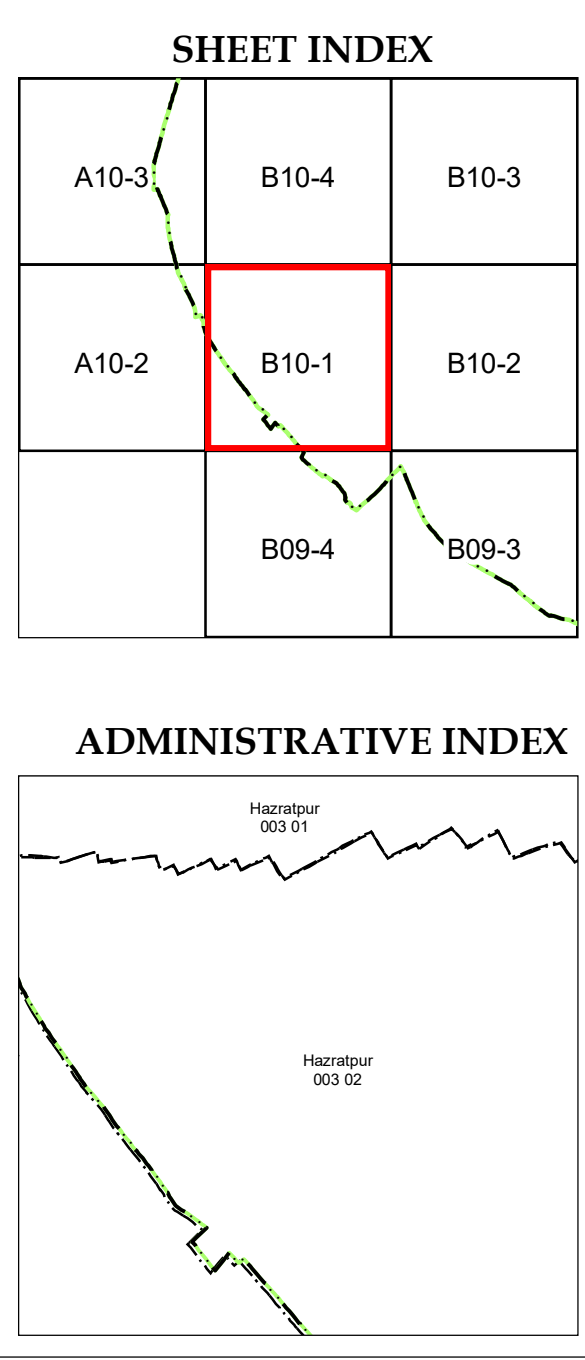 SHEET INDEX
A10-3 B10-4 B10-3
A10-2 B10-1 B10-2
B09-4 B09-3
ADMINISTRATIVE INDEX
Hazratpur
003 01
Hazratpur
003 02